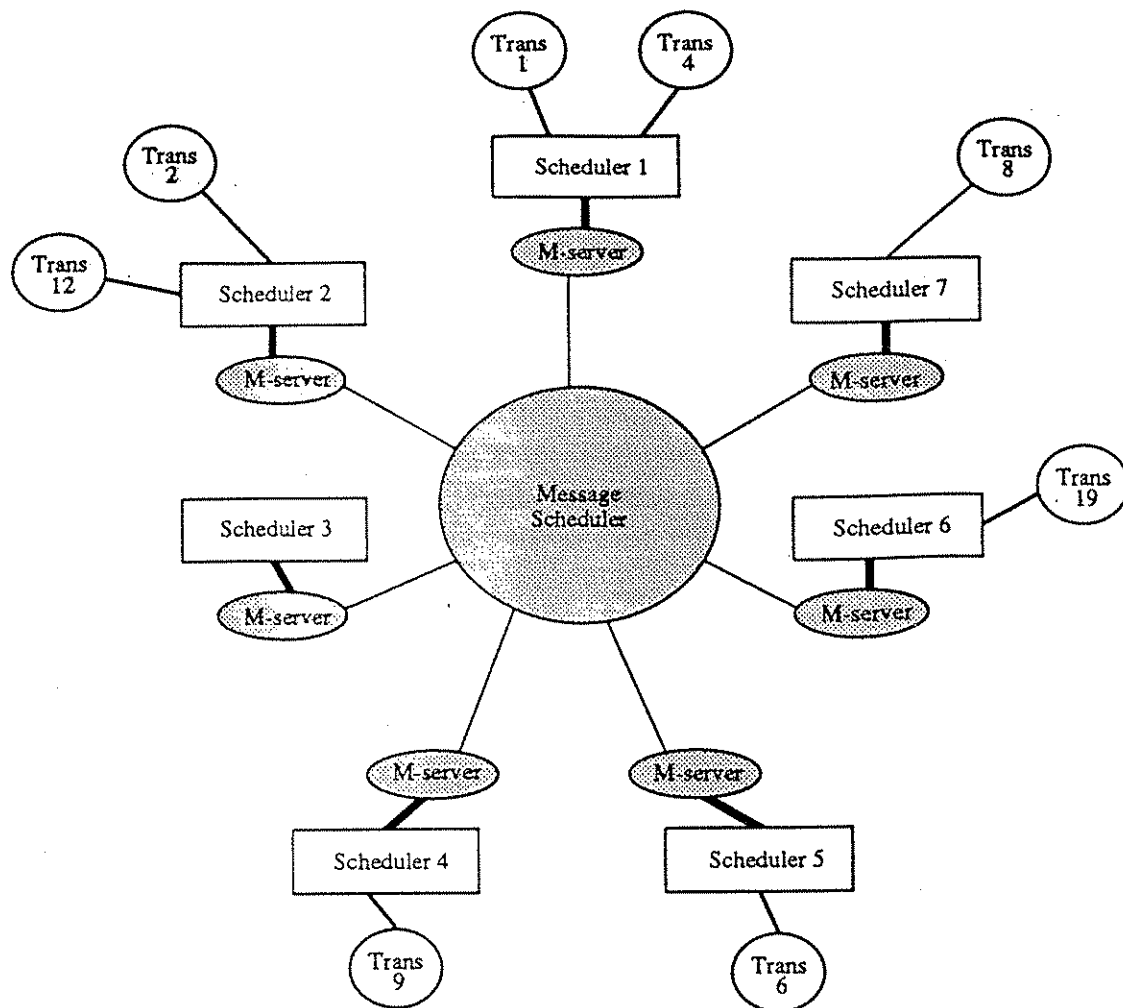 Trans
1
Trans
4
Scheduler 1
M-server
Trans
2
Trans
12
Scheduler 2
M-server
Trans
8
Scheduler 7
M-server
Message
Scheduler
Scheduler 3
M-server
Trans
19
Scheduler 6
M-server
M-server
Scheduler 4
Trans
9
M-server
Scheduler 5
Trans
6